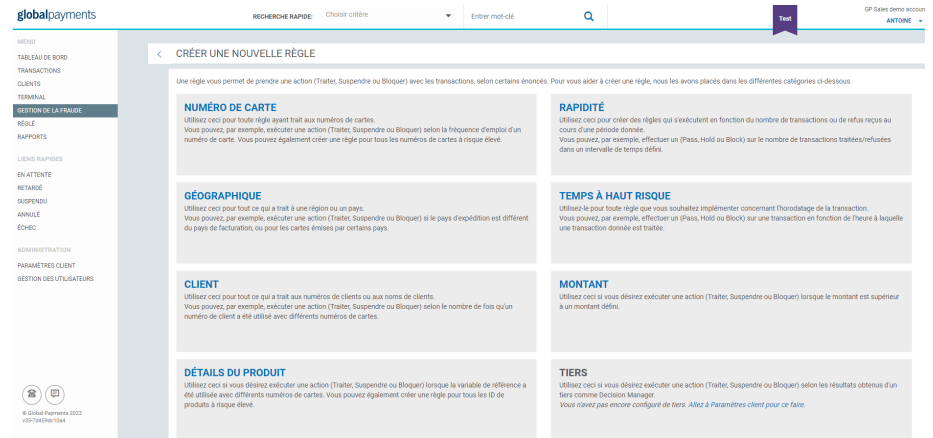 globalpayments
RECHERCHE RAPIDE: Choisir critère Entrer mot-clé
Test
GP Sales demo accoun
ANTOINE
MENU
TABLEAU DE BORD
TRANSACTIONS
CLIENTS
TERMINAL
GESTION DE LA FRAUDE
RÉGLÉ
RAPPORTS
LIENS RAPIDES
EN ATTENTE
RETARDÉ
SUSPENDU
ANNULÉ
ÉCHEC
ADMINISTRATION
PARAMÈTRES CLIENT
GESTION DES UTILISATEURS
© Global Payments 2023
v35-7d459dc10a4
CRÉER UNE NOUVELLE RÈGLE
Une règle vous permet de prendre une action (Traiter, Suspendre ou Bloquer) avec les transactions, selon certains énoncés. Pour vous aider à créer une règle, nous les avons placés dans les différentes catégories ci-dessous.
NUMÉRO DE CARTE
Utilisez ceci pour toute règle ayant trait aux numéros de cartes.
Vous pouvez, par exemple, exécuter une action (Traiter, Suspendre ou Bloquer) selon la fréquence d'emploi d'un
numéro de carte. Vous pouvez également créer une règle pour tous les numéros de cartes à risque élevé.
RAPIDITÉ
Utilisez ceci pour créer des règles qui s'exécutent en fonction du nombre de transactions ou de refus reçus au
cours d'une période donnée.
Vous pouvez, par exemple, effectuer un (Pass, Hold ou Block) sur le nombre de transactions traitées/refusées
dans un intervalle de temps défini.
GÉOGRAPHIQUE
Utilisez ceci pour tout ce qui a trait à une région ou un pays.
Vous pouvez, par exemple, exécuter une action (Traiter, Suspendre ou Bloquer) si le pays d'expédition est différent
du pays de facturation, ou pour les cartes émises par certains pays.
TEMPS À HAUT RISQUE
Utilisez-le pour toute règle que vous souhaitez implémenter concernant l'horodatage de la transaction.
Vous pouvez, par exemple, effectuer un (Pass, Hold ou Block) sur une transaction en fonction de l'heure à laquelle
une transaction donnée est traitée.
CLIENT
Utilisez ceci pour tout ce qui a trait aux numéros de clients ou aux noms de clients.
Vous pouvez, par exemple, exécuter une action (Traiter, Suspendre ou Bloquer) selon le nombre de fois qu'un
numéro de client a été utilisé avec différents numéros de cartes.
MONTANT
Utilisez ceci si vous désirez exécuter une action (Traiter, Suspendre ou Bloquer) lorsque le montant est supérieur
à un montant défini.
DÉTAILS DU PRODUIT
Utilisez ceci si vous désirez exécuter une action (Traiter, Suspendre ou Bloquer) lorsque la variable de référence a
été utilisée avec différents numéros de cartes. Vous pouvez également créer une règle pour tous les ID de
produits à risque élevé.
TIERS
Utilisez ceci si vous désirez exécuter une action (Traiter, Suspendre ou Bloquer) selon les résultats obtenus d'un
tiers comme Decision Manager.
Vous n'avez pas encore configuré de tiers. Allez à Paramètres client pour ce faire.